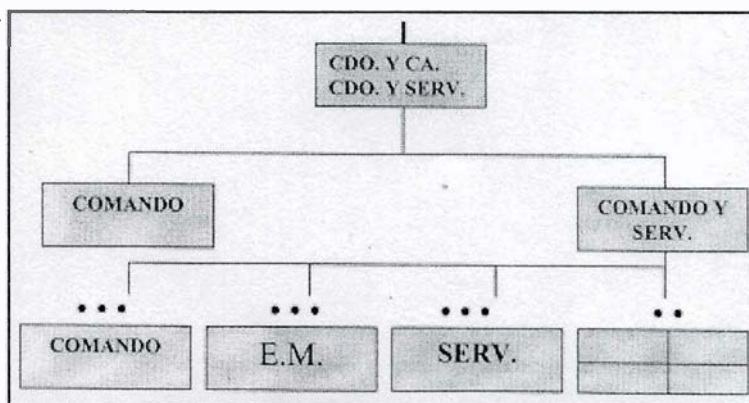 CDO. Y CA.
CDO. Y SERV.
COMANDO
COMANDO Y
SERV.
COMANDO
E.M.
SERV.